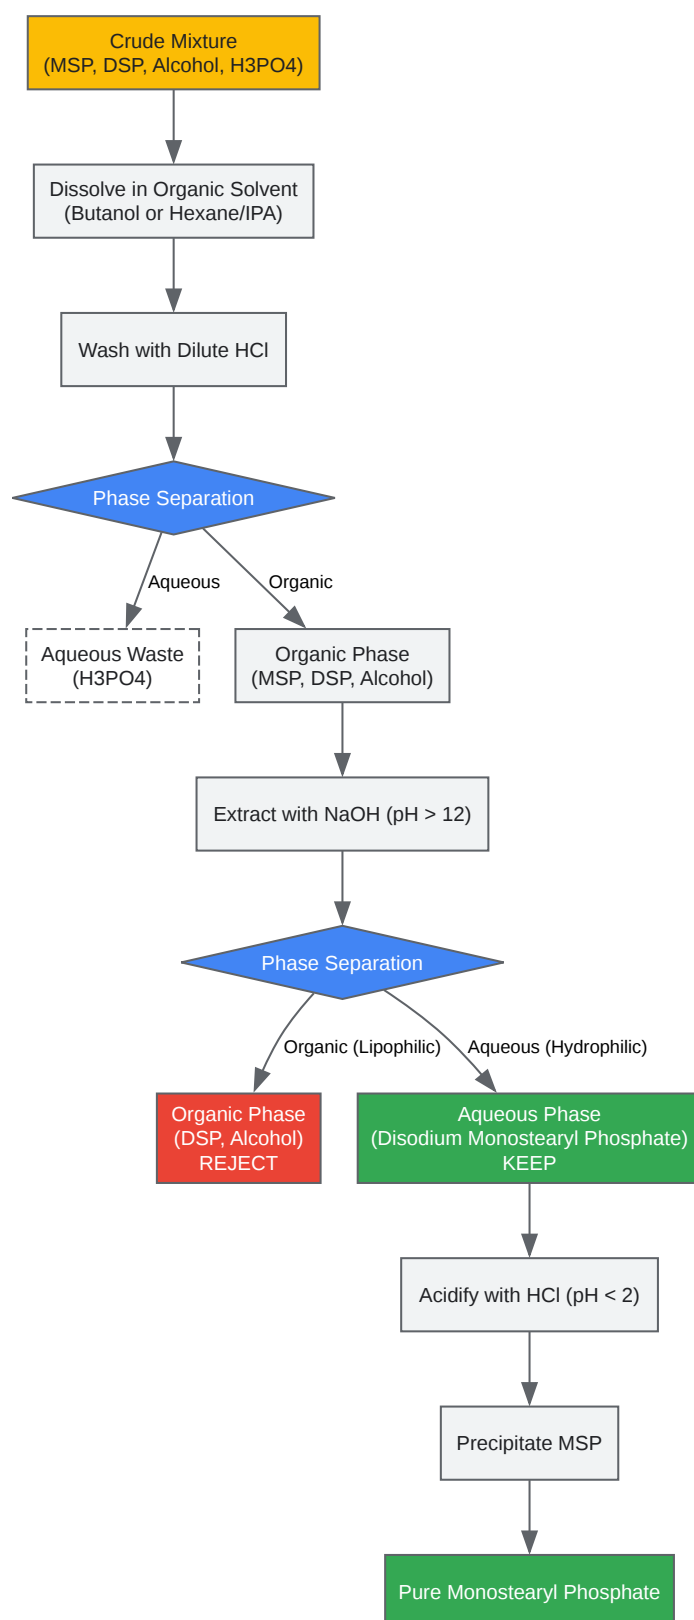 Crude Mixture
(MSP, DSP, Alcohol, H3PO4)
Dissolve in Organic Solvent
(Butanol or Hexane/IPA)
Wash with Dilute HCl
Phase Separation
Aqueous
Organic
Aqueous Waste
(H3PO4)
Organic Phase
(MSP, DSP, Alcohol)
Extract with NaOH (pH > 12)
Phase Separation
Organic (Lipophilic)
Aqueous (Hydrophilic)
Organic Phase
(DSP, Alcohol)
REJECT
Aqueous Phase
(Disodium Monostearyl Phosphate)
KEEP
Acidify with HCl (pH < 2)
Precipitate MSP
Pure Monostearyl Phosphate